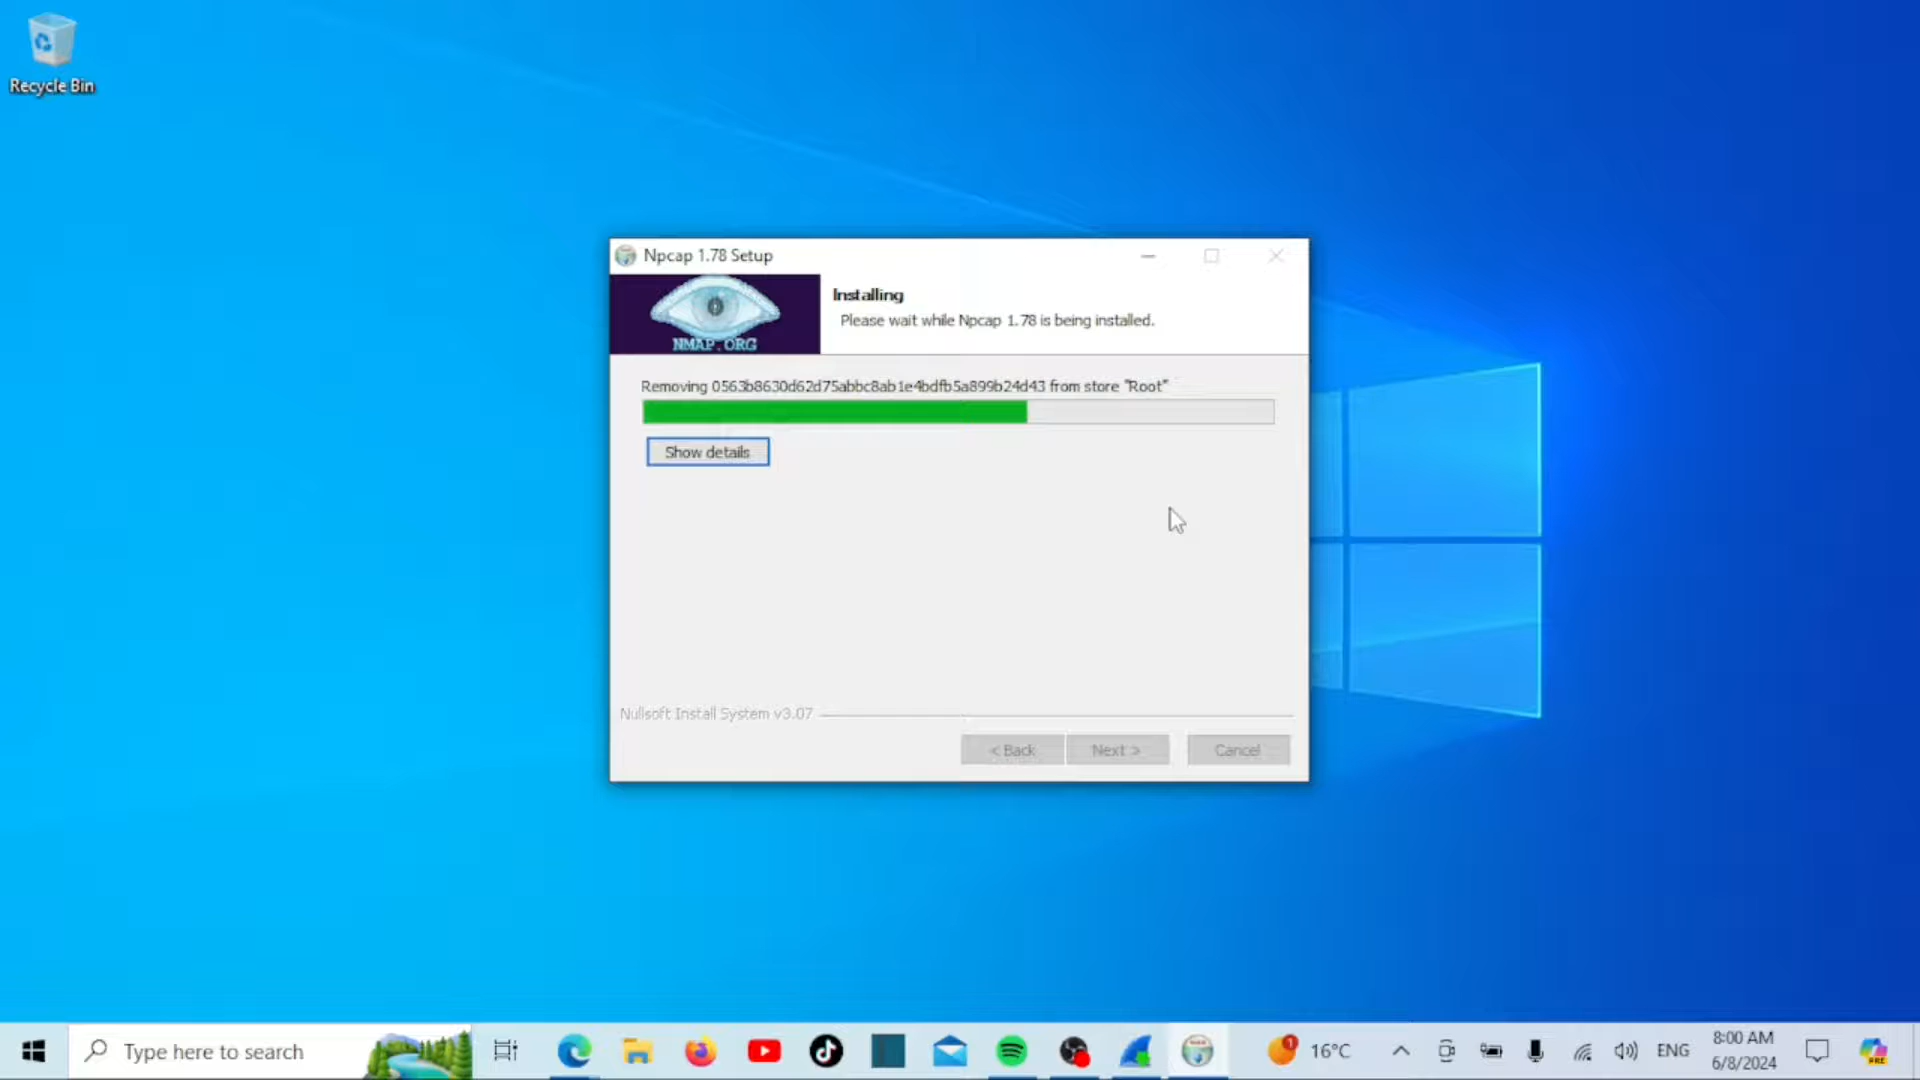 Recycle Bin
Npcap 1.78 Setup
NMAP.ORG
Installing
Please wait while Npcap 1.78 is being installed.
Removing 0563b8630d62d75abbc8ab1e4bdfb5a899b24d43 from store "Root"
Show details
Nullsoft Install System v3.07
< Back
Next >
Cancel
Type here to search
1
16°C
ENG
8:00 AM
6/8/2024
PRE